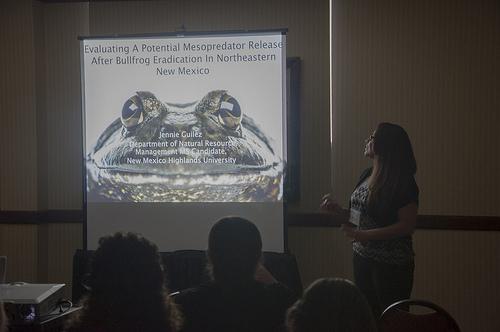 Evaluating A Potential Mesopredator Release
After Bullfrog Eradication In Northeastern
New Mexico
Jennie Guilez
Department of Natural Resource
Management MS Candidate,
New Mexico Highlands University